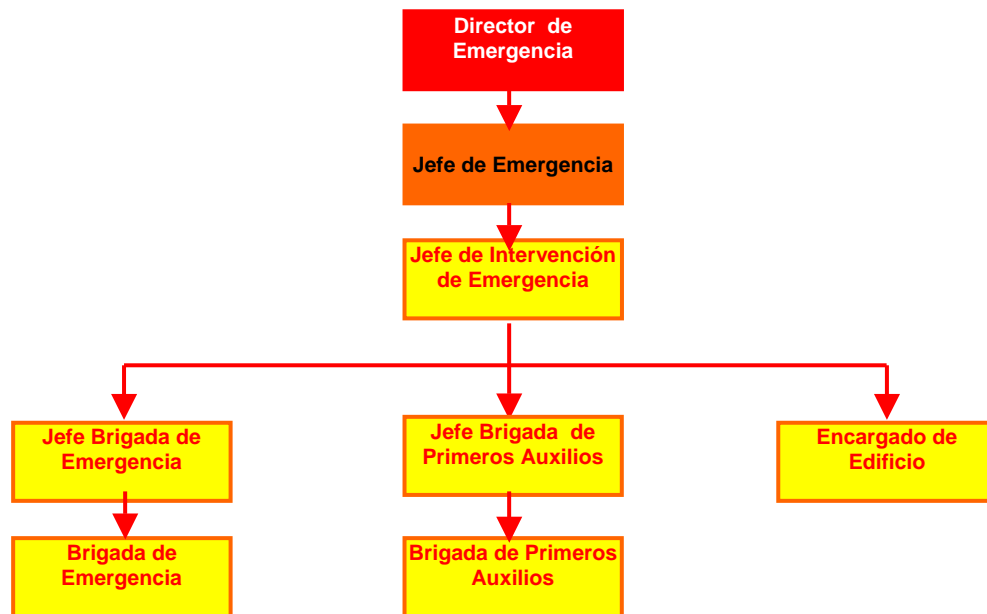 Director de
Emergencia
Jefe de Emergencia
Jefe de Intervención
de Emergencia
Jefe Brigada de
Emergencia
Jefe Brigada de
Primeros Auxilios
Encargado de
Edificio
Brigada de
Emergencia
Brigada de Primeros
Auxilios